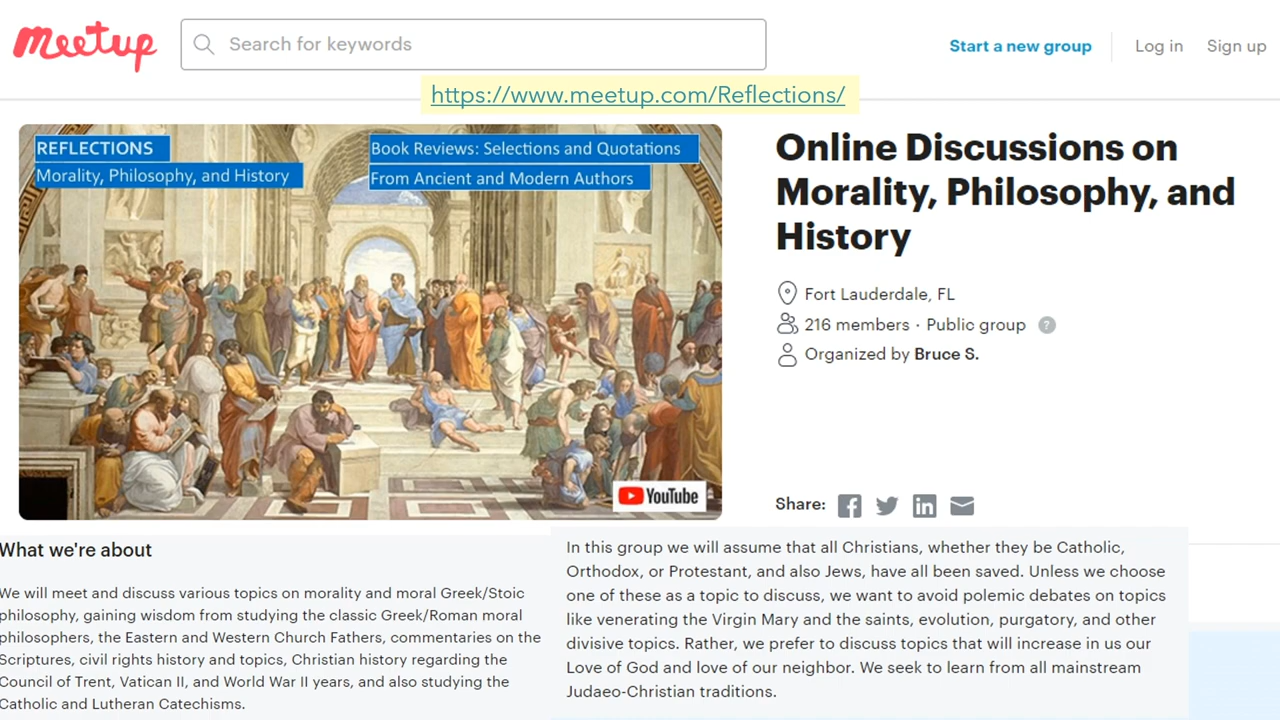 meetup
Search for keywords
Start a new group
Log in
Sign up
https://www.meetup.com/Reflections/
REFLECTIONS
Morality, Philosophy, and History
Book Reviews: Selections and Quotations
From Ancient and Modern Authors
YouTube
Online Discussions on
Morality, Philosophy, and
History
Fort Lauderdale, FL
216 members · Public group ?
Organized by Bruce S.
Share:
What we're about
We will meet and discuss various topics on morality and moral Greek/Stoic
philosophy, gaining wisdom from studying the classic Greek/Roman moral
philosophers, the Eastern and Western Church Fathers, commentaries on the
Scriptures, civil rights history and topics, Christian history regarding the
Council of Trent, Vatican II, and World War II years, and also studying the
Catholic and Lutheran Catechisms.
In this group we will assume that all Christians, whether they be Catholic,
Orthodox, or Protestant, and also Jews, have all been saved. Unless we choose
one of these as a topic to discuss, we want to avoid polemic debates on topics
like venerating the Virgin Mary and the saints, evolution, purgatory, and other
divisive topics. Rather, we prefer to discuss topics that will increase in us our
Love of God and love of our neighbor. We seek to learn from all mainstream
Judaeo-Christian traditions.